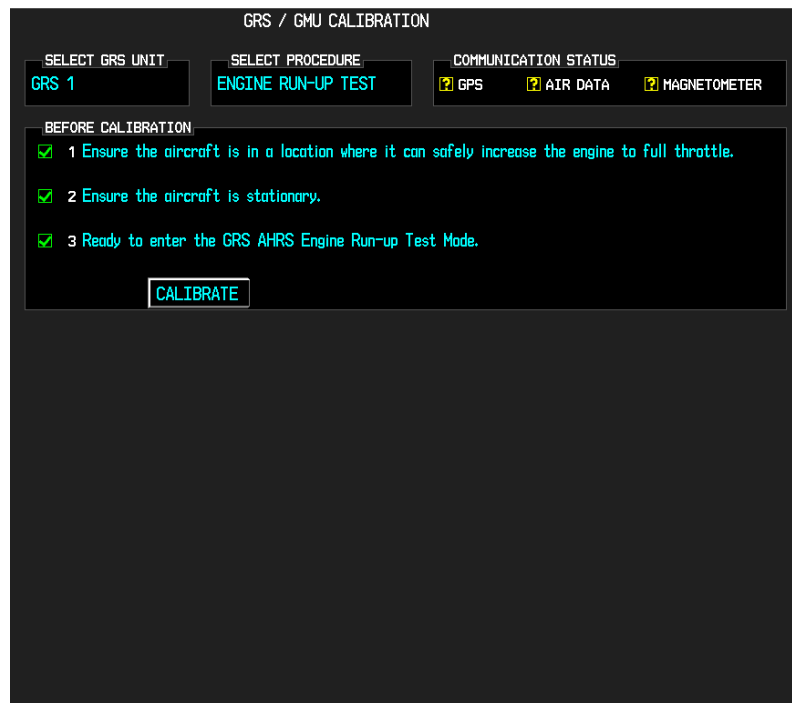 GRS / GMU CALIBRATION
SELECT GRS UNIT
GRS 1
SELECT PROCEDURE
ENGINE RUN-UP TEST
COMMUNICATION STATUS
? GPS ? AIR DATA ? MAGNETOMETER
BEFORE CALIBRATION
1 Ensure the aircraft is in a location where it can safely increase the engine to full throttle.
2 Ensure the aircraft is stationary.
3 Ready to enter the GRS AHRS Engine Run-up Test Mode.
CALIBRATE